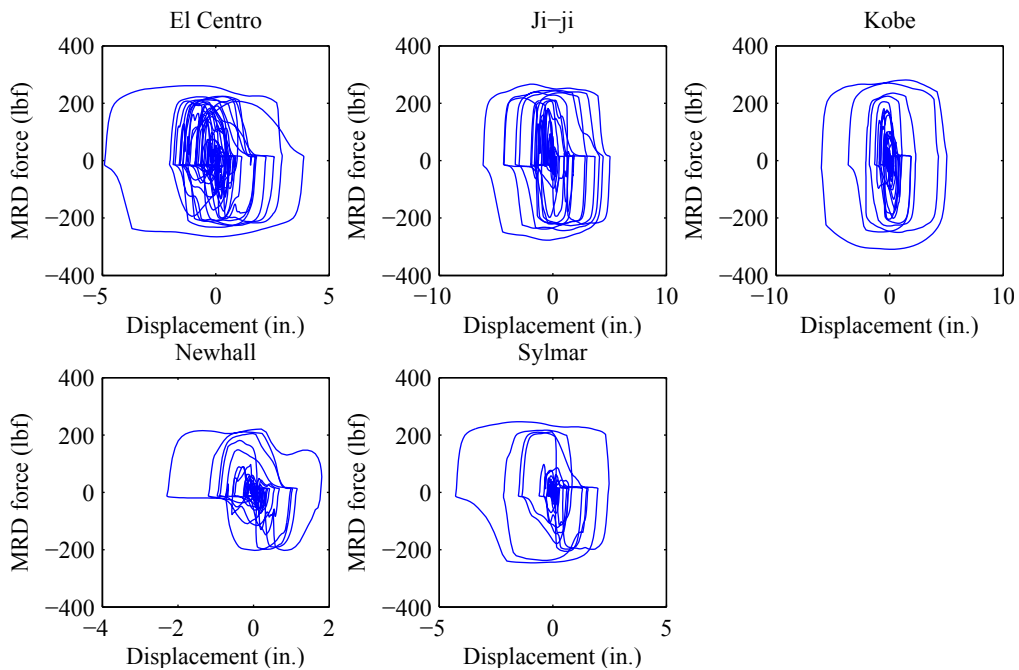 El Centro
400
200
0
−200
−400
−5
0
5
MRD force (lbf)
Displacement (in.)
Ji−ji
400
200
0
−200
−400
−10
0
10
MRD force (lbf)
Displacement (in.)
Kobe
400
200
0
−200
−400
−10
0
10
MRD force (lbf)
Displacement (in.)
Newhall
400
200
0
−200
−400
−4
−2
0
2
MRD force (lbf)
Displacement (in.)
Sylmar
400
200
0
−200
−400
−5
0
5
MRD force (lbf)
Displacement (in.)